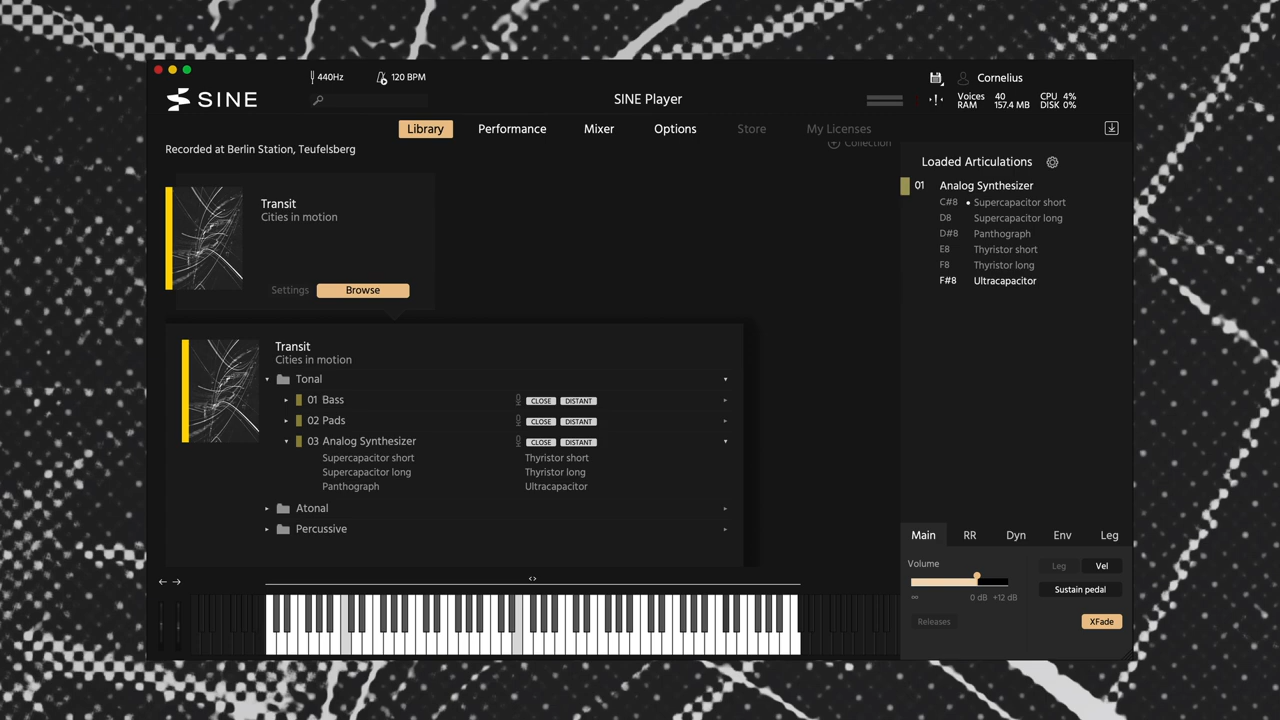 440Hz
120 BPM
Cornelius
SINE
SINE Player
Voices 40 CPU 4%
RAM 157.4 MB DISK 0%
Library Performance Mixer Options Store My Licenses
Recorded at Berlin Station, Teufelsberg
Collection
Loaded Articulations
01 Analog Synthesizer
C#8 Supercapacitor short
D8 Supercapacitor long
D#8 Panthograph
E8 Thyristor short
F8 Thyristor long
F#8 Ultracapacitor
Transit
Cities in motion
Settings Browse
Transit
Cities in motion
Tonal
01 Bass CLOSE DISTANT
02 Pads CLOSE DISTANT
03 Analog Synthesizer CLOSE DISTANT
Supercapacitor short Thyristor short
Supercapacitor long Thyristor long
Panthograph Ultracapacitor
Atonal
Percussive
Main RR Dyn Env Leg
Volume
Leg Vel
∞ 0 dB +12 dB
Sustain pedal
Releases
XFade